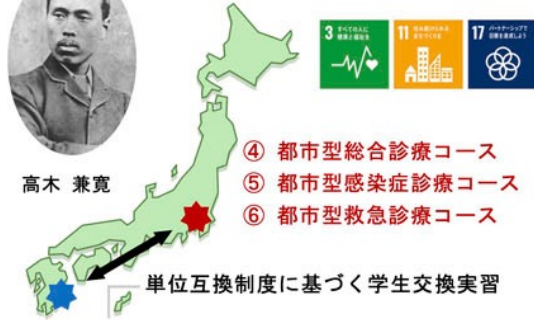 3 すべての人に
健康と福祉を
11 住み続けられる
まちづくりを
17 パートナーシップで
目標を達成しよう
④ 都市型総合診療コース
高木 兼寛
⑤ 都市型感染症診療コース
⑥ 都市型救急診療コース
単位互換制度に基づく学生交換実習